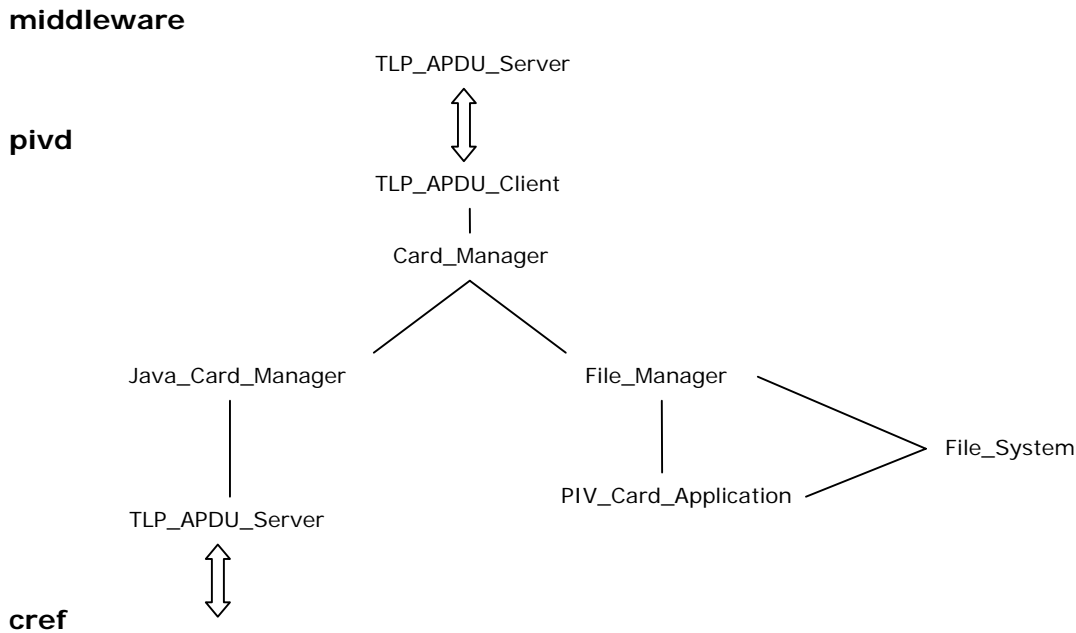 middleware
TLP_APDU_Server
pivd
TLP_APDU_Client
Card_Manager
Java_Card_Manager
File_Manager
File_System
PIV_Card_Application
TLP_APDU_Server
cref